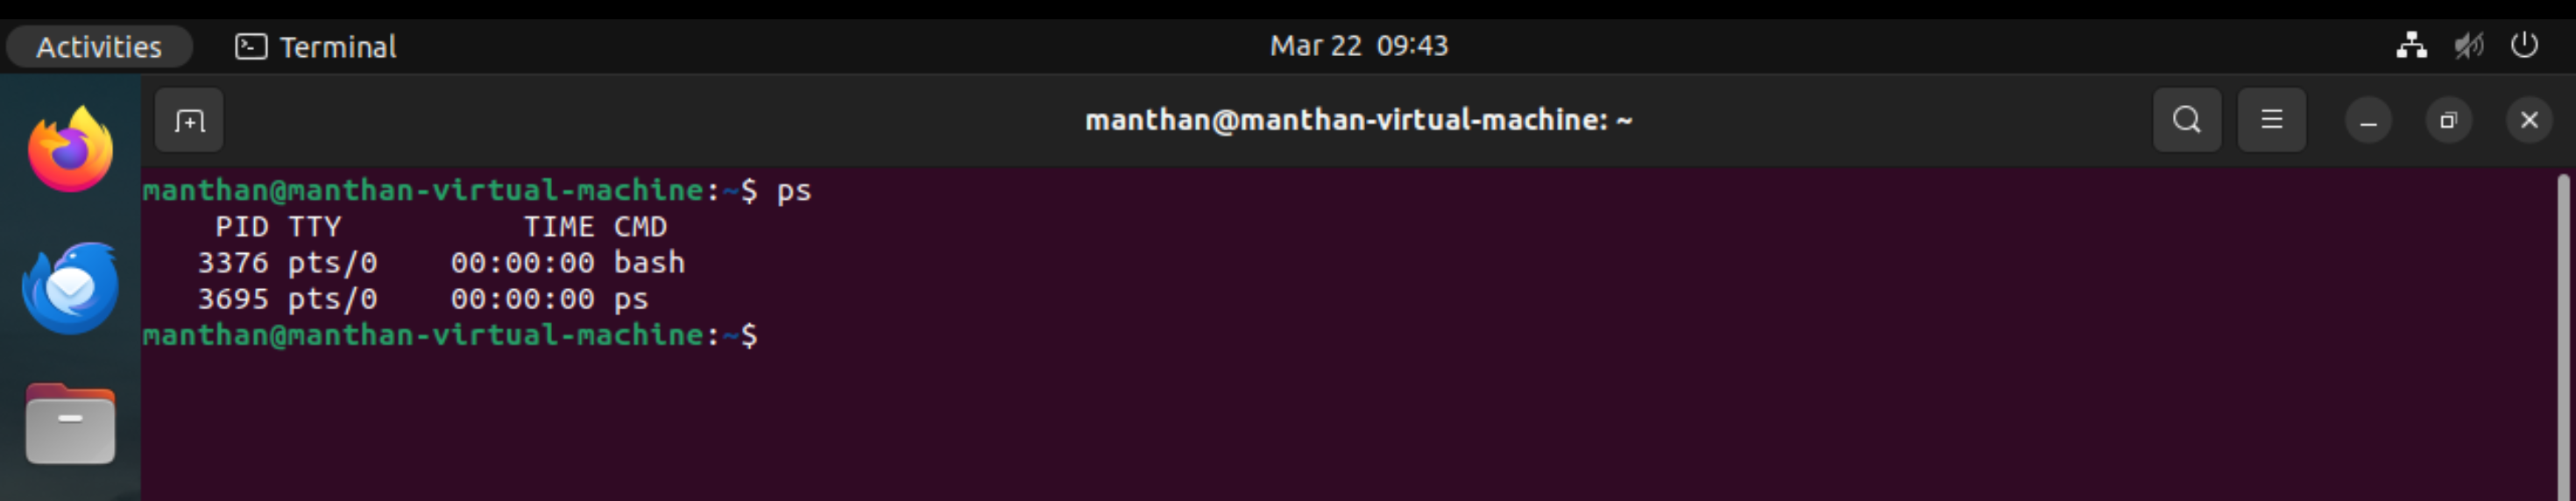 Activities Terminal Mar 22 09:43
manthan@manthan-virtual-machine: ~
manthan@manthan-virtual-machine:~$ ps
    PID TTY          TIME CMD
   3376 pts/0    00:00:00 bash
   3695 pts/0    00:00:00 ps
manthan@manthan-virtual-machine:~$